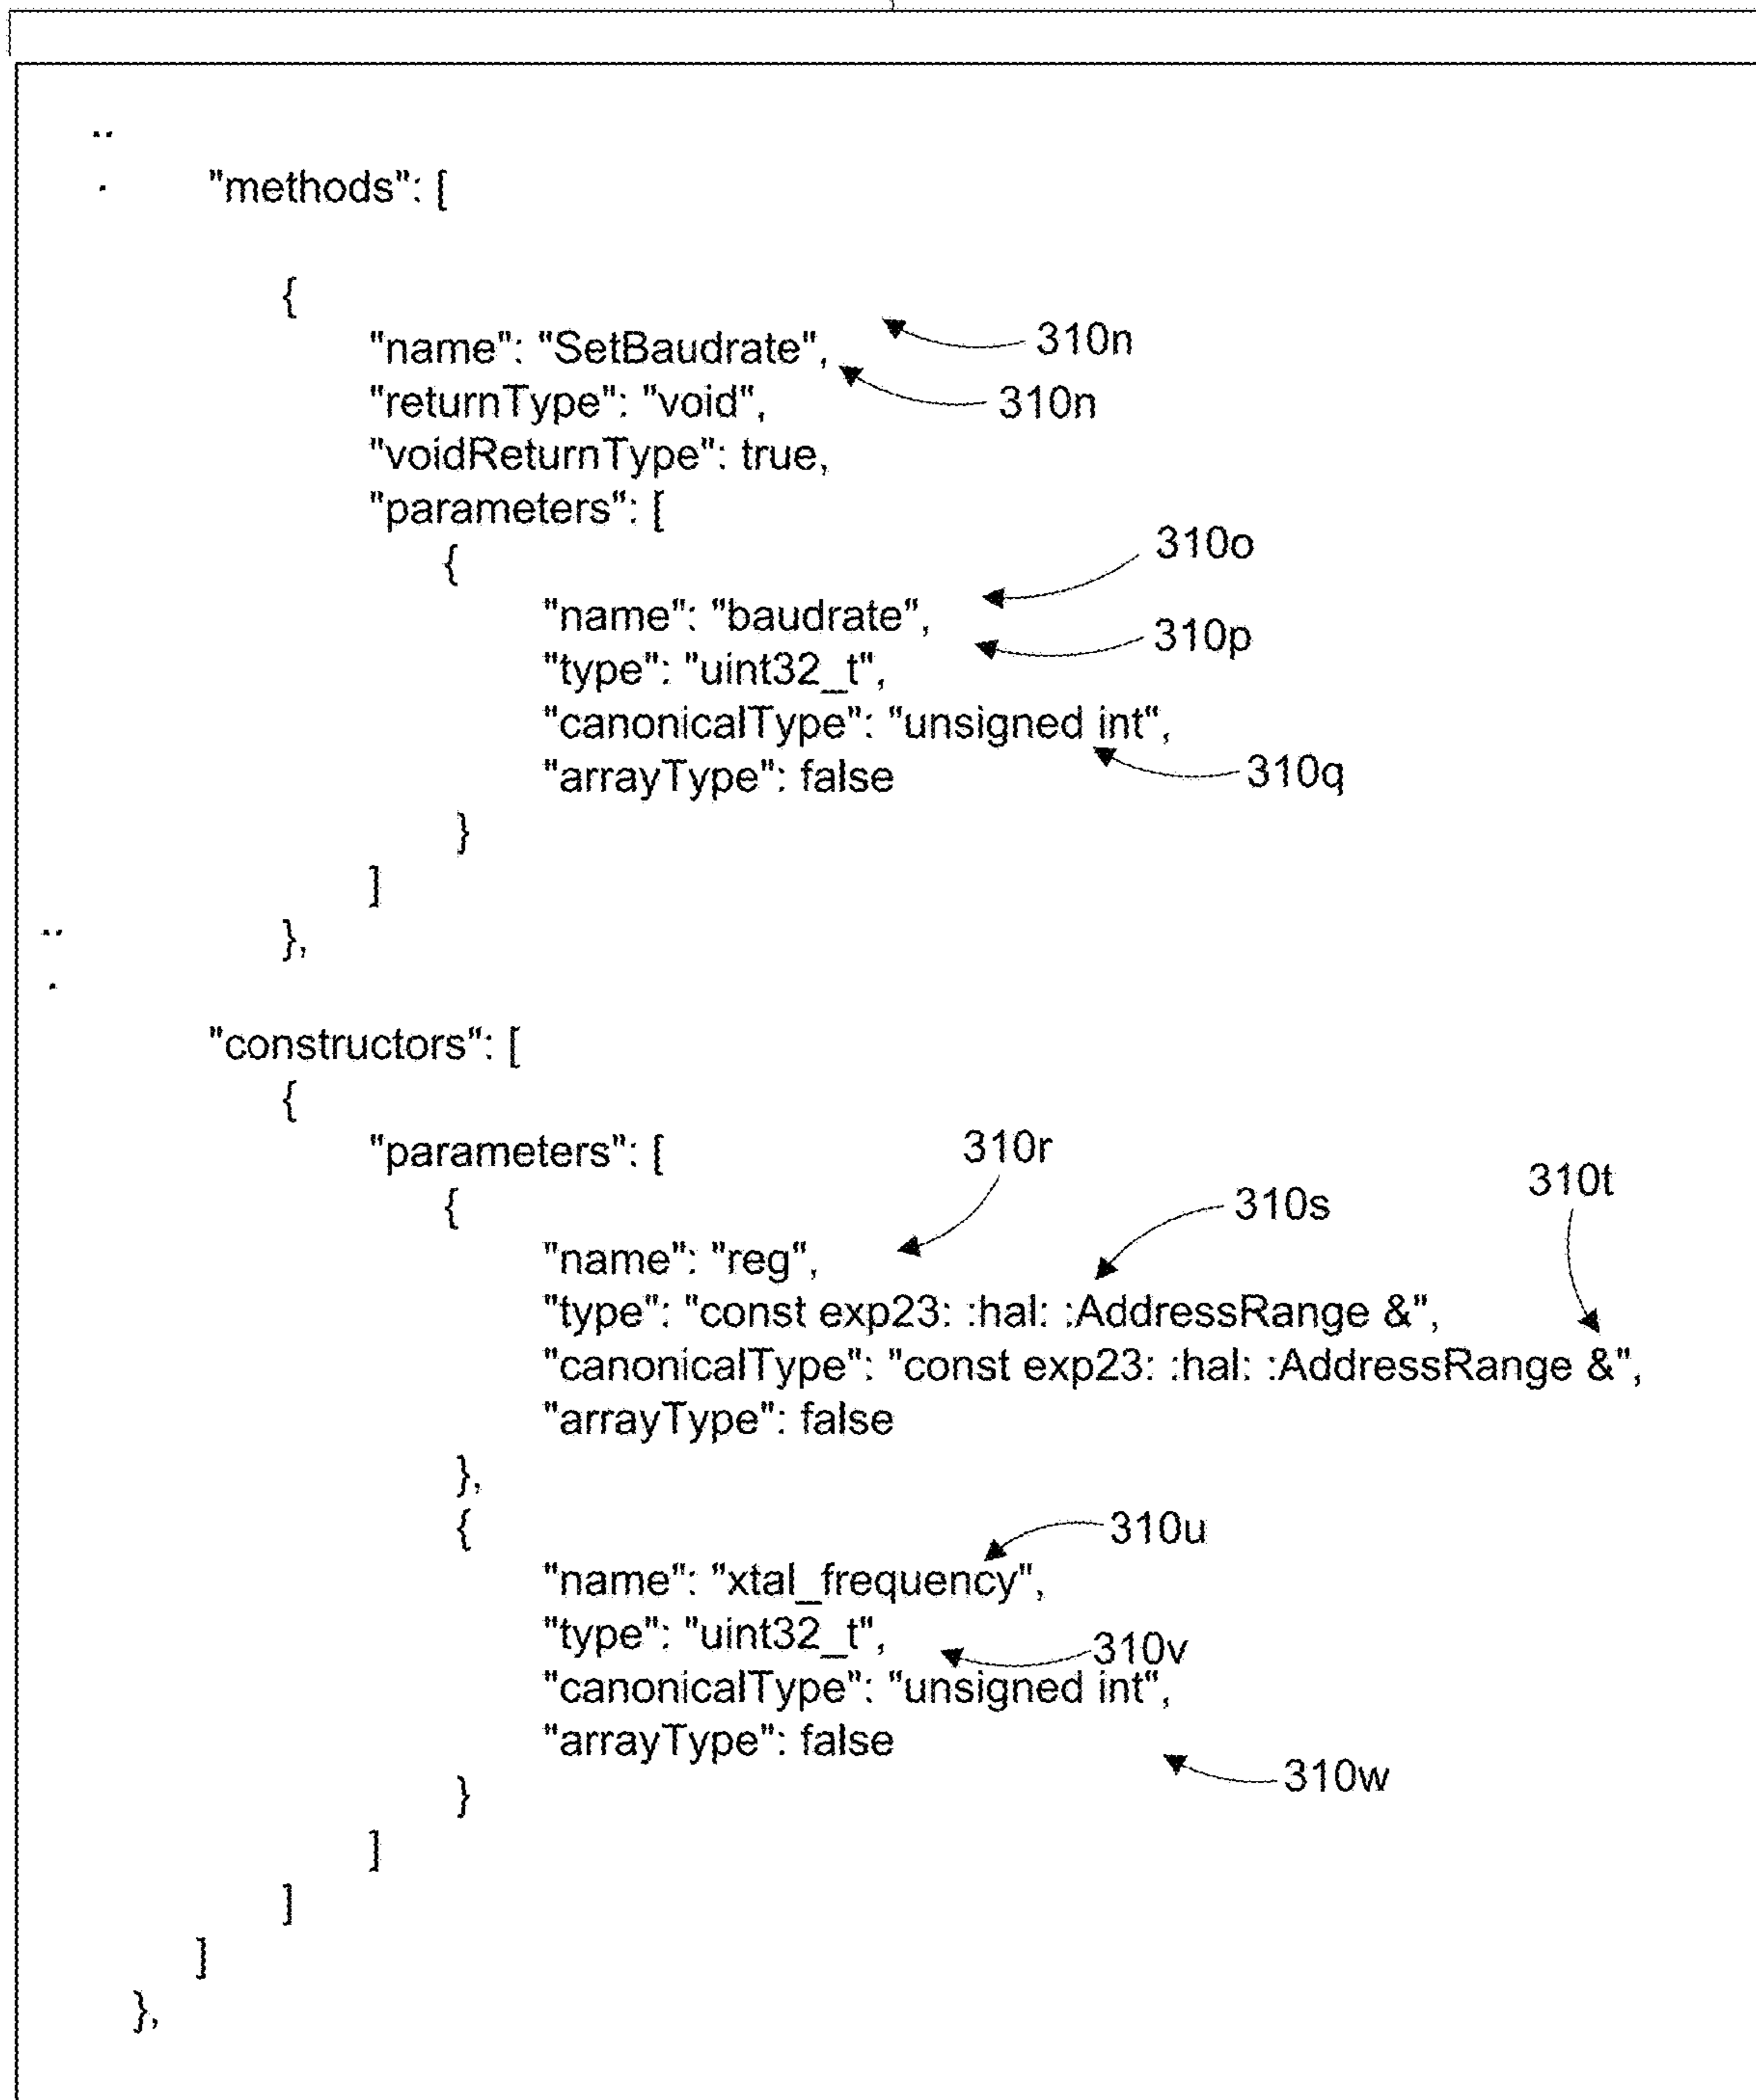 ..
. "methods": [
{
310n
"name": "SetBaudrate",
"returnType": "void", 310n
"voidReturnType": true,
"parameters": [
{ 310o
"name": "baudrate",
310p
"type": "uint32_t",
"canonicalType": "unsigned int",
"arrayType": false 310q
}
]
.. },
.
"constructors": [
{
"parameters": [ 310r
310t
{ 310s
"name": "reg",
"type": "const exp23: :hal: :AddressRange &",
"canonicalType": "const exp23: :hal: :AddressRange &",
"arrayType": false
},
{ 310u
"name": "xtal_frequency",
"type": "uint32_t", 310v
"canonicalType": "unsigned int",
"arrayType": false
310w
}
]
]
]
},